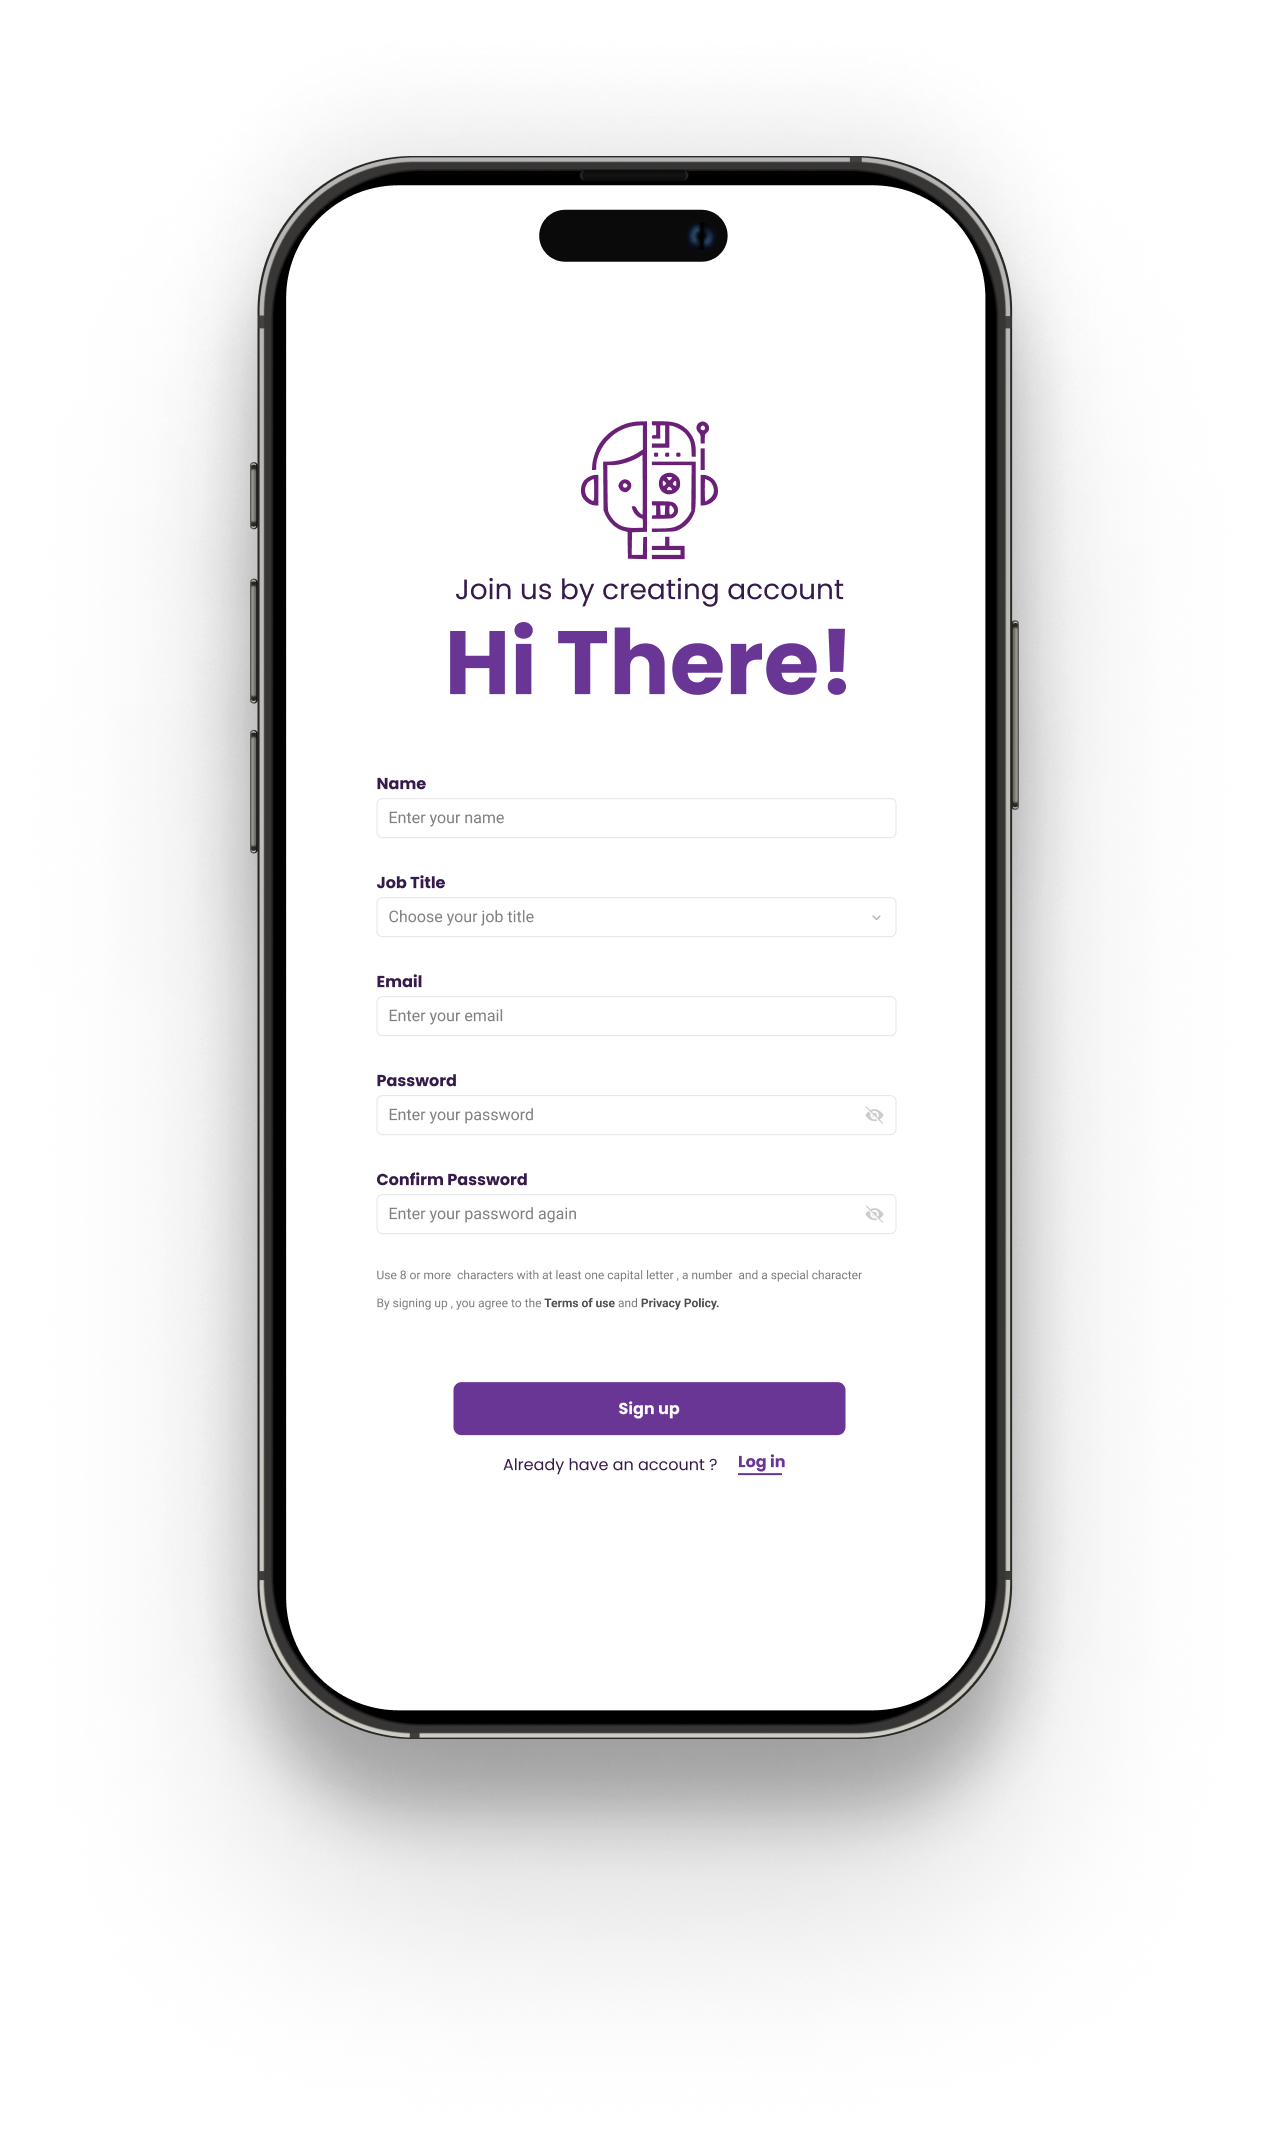 Join us by creating account
Hi There!
Name
Enter your name
Job Title
Choose your job title
Email
Enter your email
Password
Enter your password
Confirm Password
Enter your password again
Use 8 or more  characters with at least one capital letter , a number  and a special character
By signing up , you agree to the Terms of use and Privacy Policy.
Sign up
Already have an account ? Log in